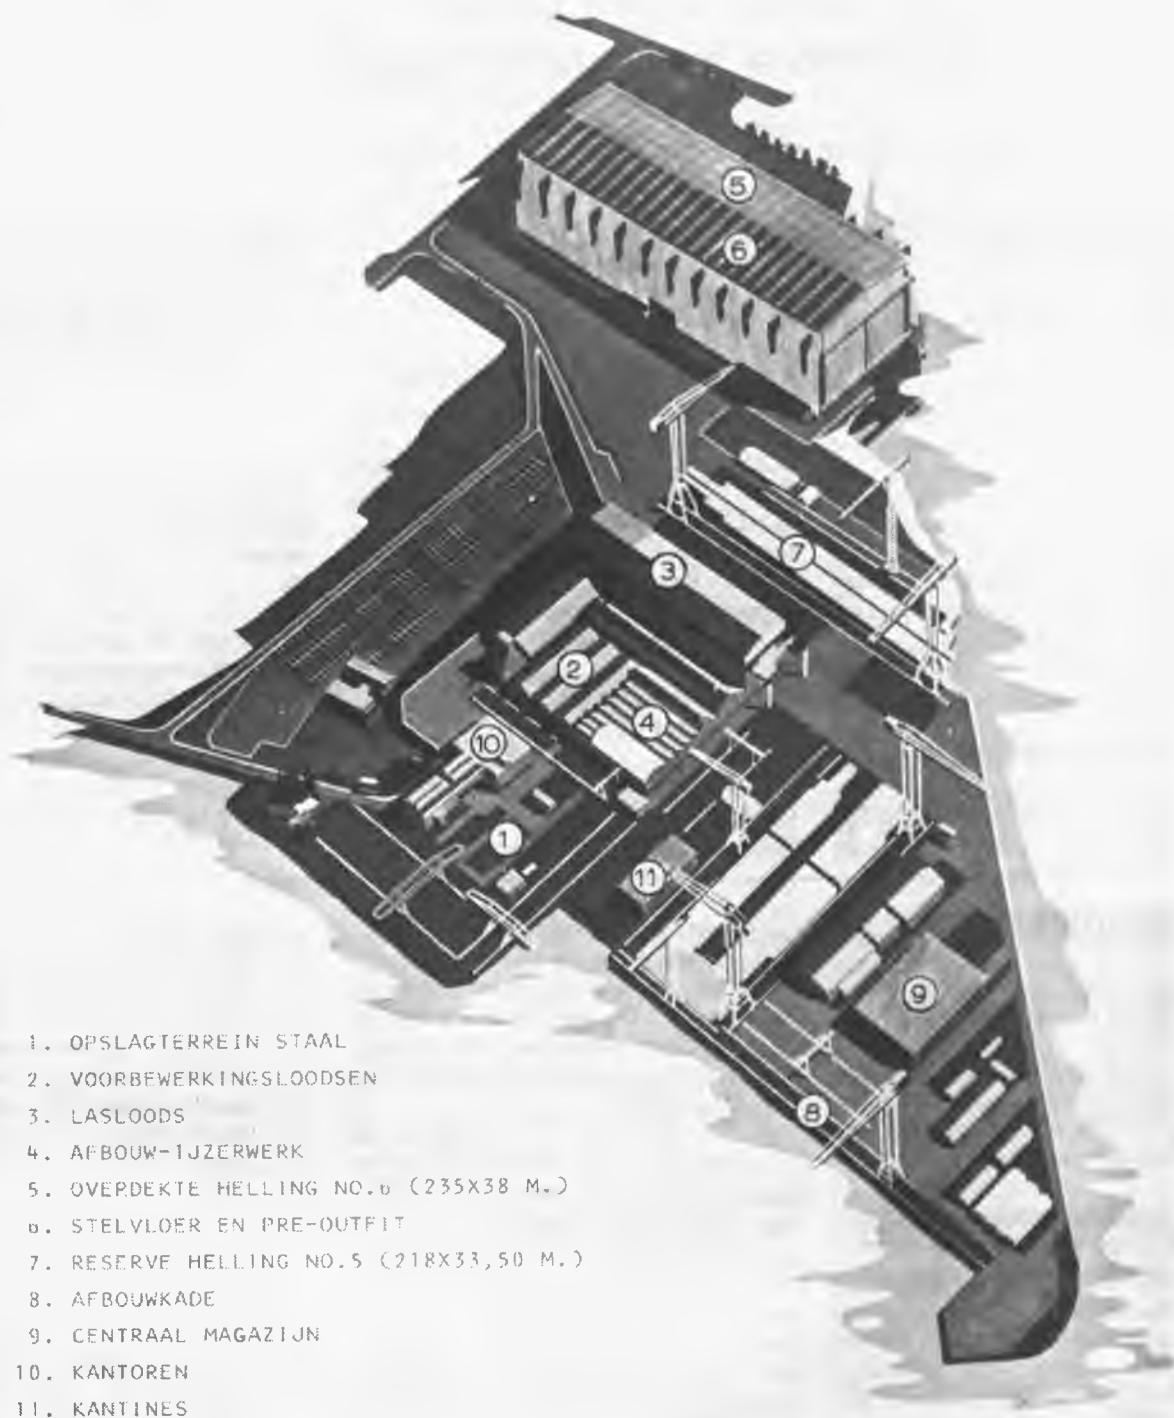 5
6
7
3
2
4
10
1
11
9
8
1. OPSLAGTERREIN STAAL
2. VOORBEWERKINGSLOODSEN
3. LASLOODS
4. AFBOUW-IJZERWERK
5. OVERDEKTE HELLING NO.6 (235X38 M.)
6. STELVLOER EN PRE-OUTFIT
7. RESERVE HELLING NO.5 (218X33,50 M.)
8. AFBOUWKADE
9. CENTRAAL MAGAZIJN
10. KANTOREN
11. KANTINES